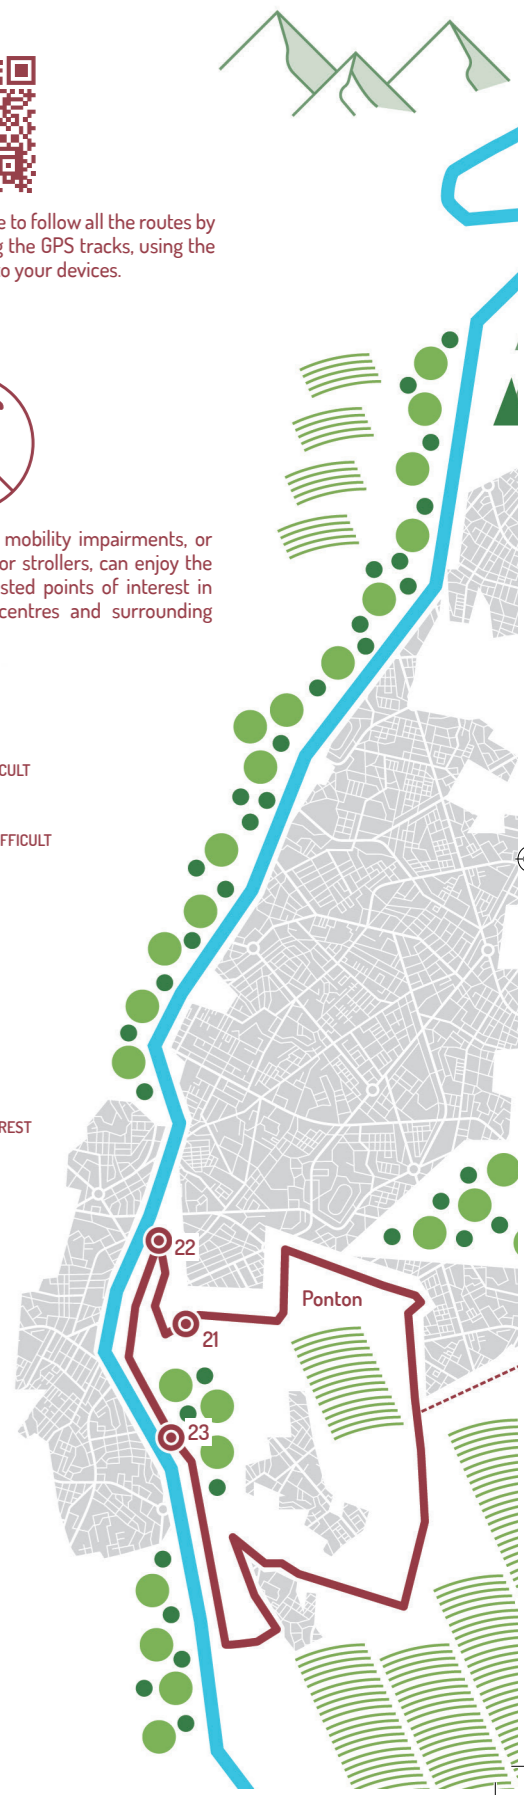 e to follow all the routes by
g the GPS tracks, using the
to your devices.
mobility impairments, or
or strollers, can enjoy the
sted points of interest in
centres and surrounding
CULT
FFICULT
REST
22
Ponton
21
23